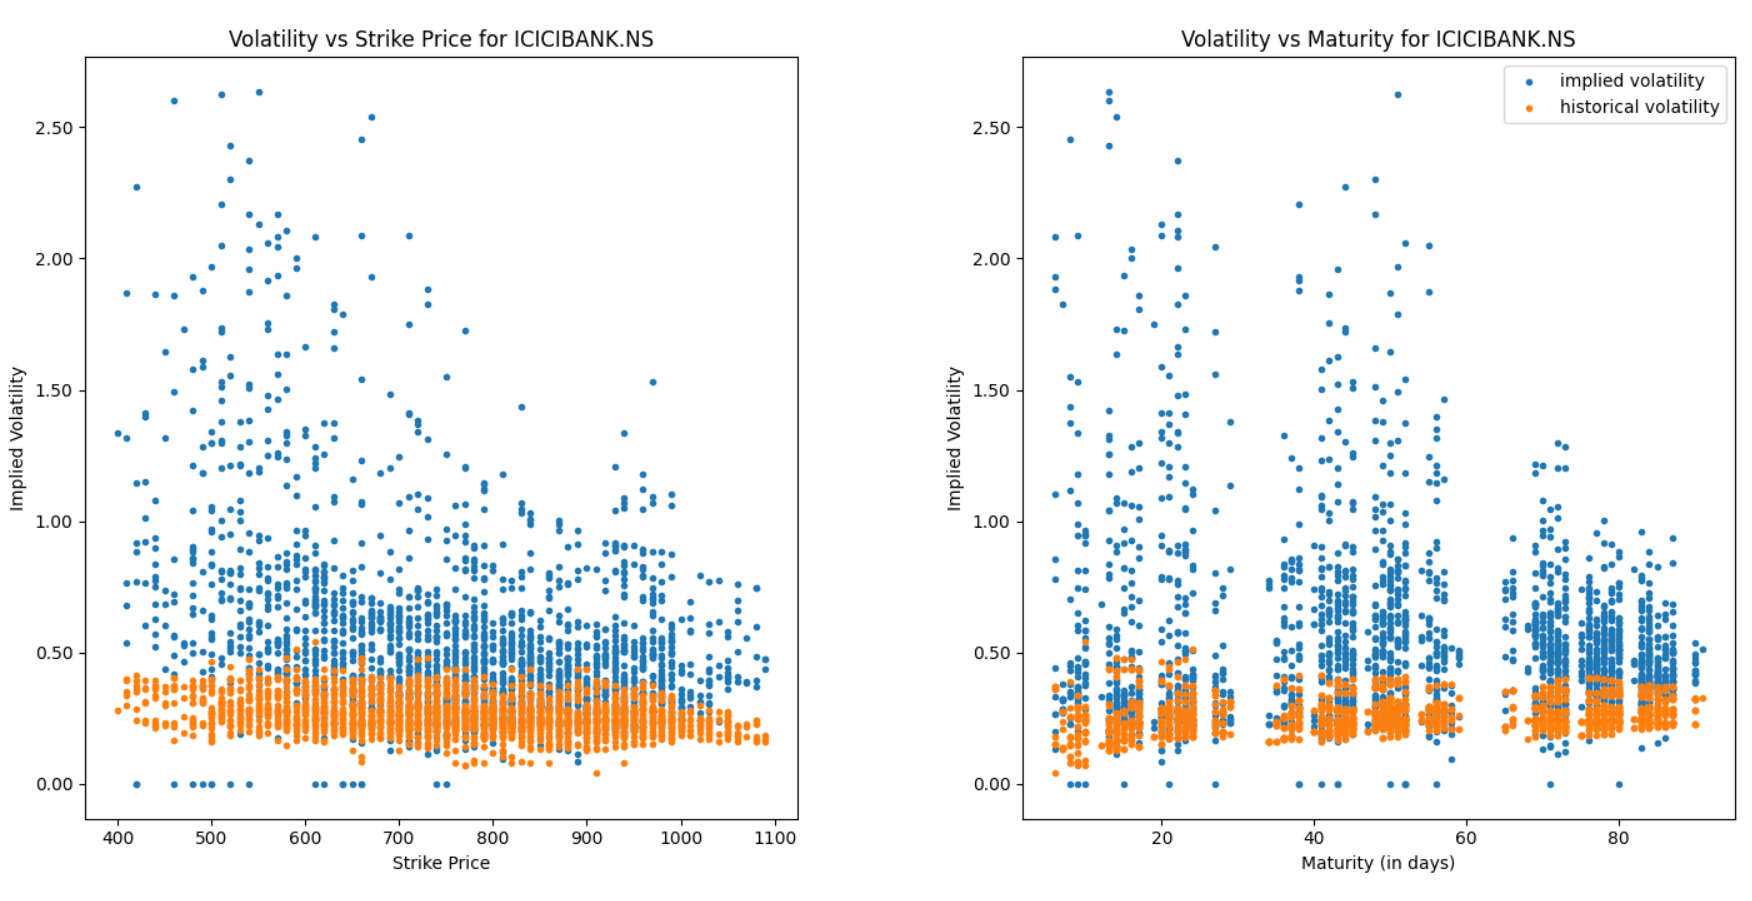 Volatility vs Strike Price for ICICIBANK.NS
Implied Volatility
2.50
2.00
1.50
1.00
0.50
0.00
400 500 600 700 800 900 1000 1100
Strike Price
Volatility vs Maturity for ICICIBANK.NS
implied volatility
historical volatility
Implied Volatility
2.50
2.00
1.50
1.00
0.50
0.00
20 40 60 80
Maturity (in days)